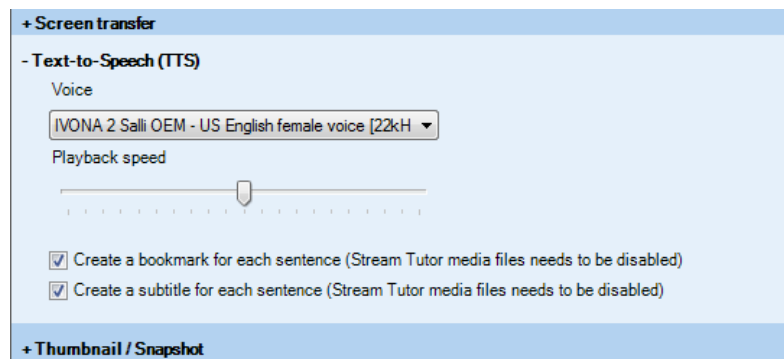 + Screen transfer
- Text-to-Speech (TTS)
Voice
IVONA 2 Salli OEM - US English female voice [22kH
Playback speed
Create a bookmark for each sentence (Stream Tutor media files needs to be disabled)
Create a subtitle for each sentence (Stream Tutor media files needs to be disabled)
+ Thumbnail / Snapshot